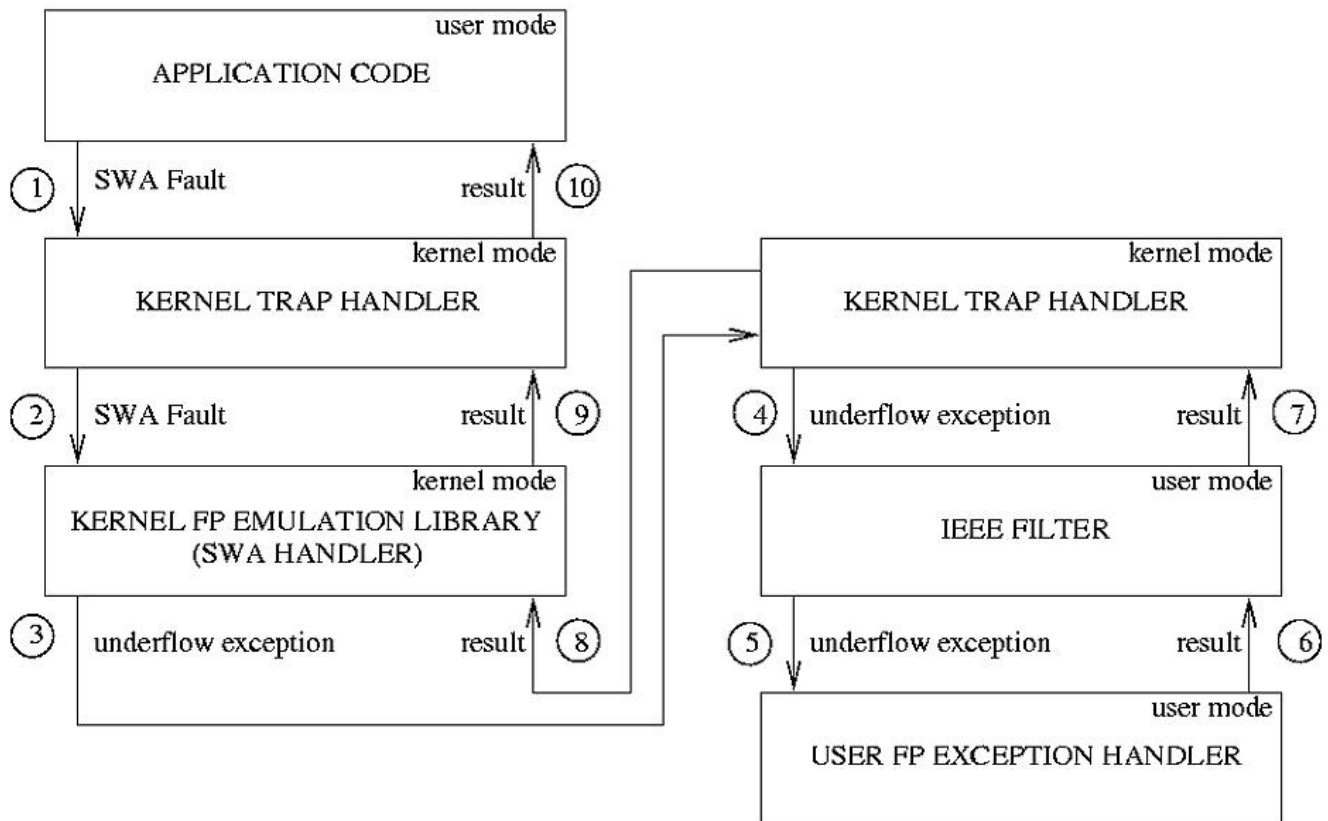 user mode
APPLICATION CODE
1
SWA Fault
result
10
kernel mode
KERNEL TRAP HANDLER
2
SWA Fault
result
9
kernel mode
KERNEL FP EMULATION LIBRARY
(SWA HANDLER)
3
underflow exception
result
8
kernel mode
KERNEL TRAP HANDLER
4
underflow exception
result
7
user mode
IEEE FILTER
5
underflow exception
result
6
user mode
USER FP EXCEPTION HANDLER